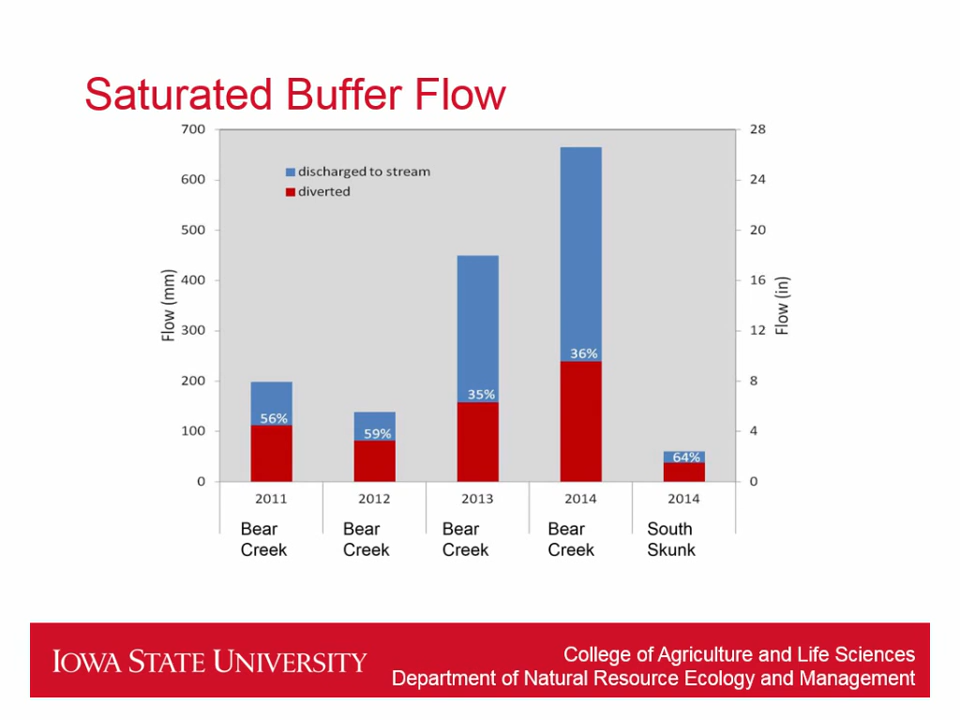 Saturated Buffer Flow
700
600
500
400
300
200
100
0
Flow (mm)
28
24
20
16
12
8
4
0
Flow (in)
discharged to stream
diverted
56%
59%
35%
36%
64%
2011 2012 2013 2014 2014
Bear Bear Bear Bear South
Creek Creek Creek Creek Skunk
IOWA STATE UNIVERSITY
College of Agriculture and Life Sciences
Department of Natural Resource Ecology and Management